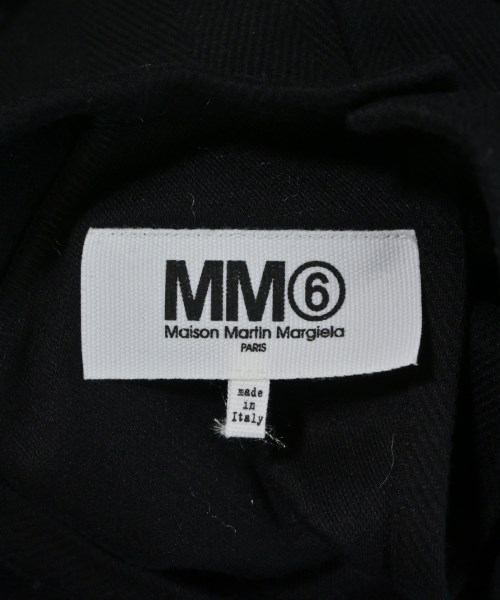 MM⑥
Maison Martin Margiela
PARIS
made
in
Italy